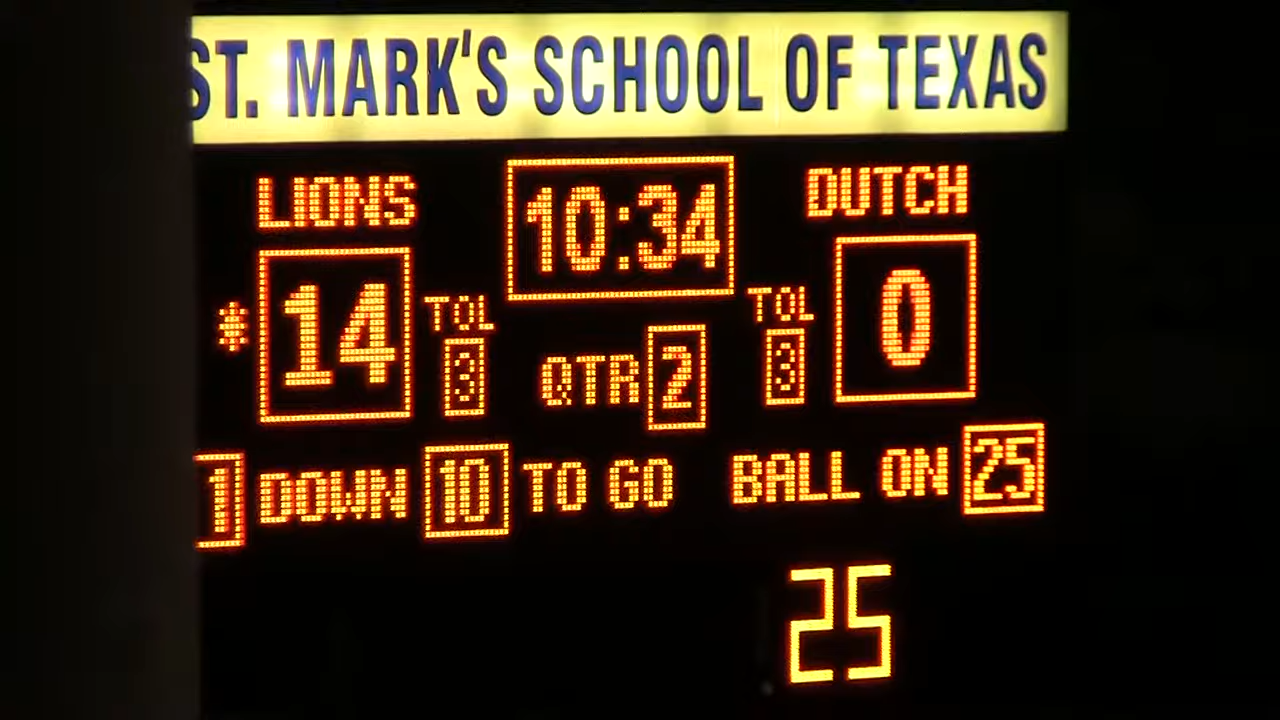 ST. MARK'S SCHOOL OF TEXAS
LIONS 10:34 DUTCH
* 14 TOL 3 QTR 2 TOL 3 0
1 DOWN 10 TO GO BALL ON 25
25